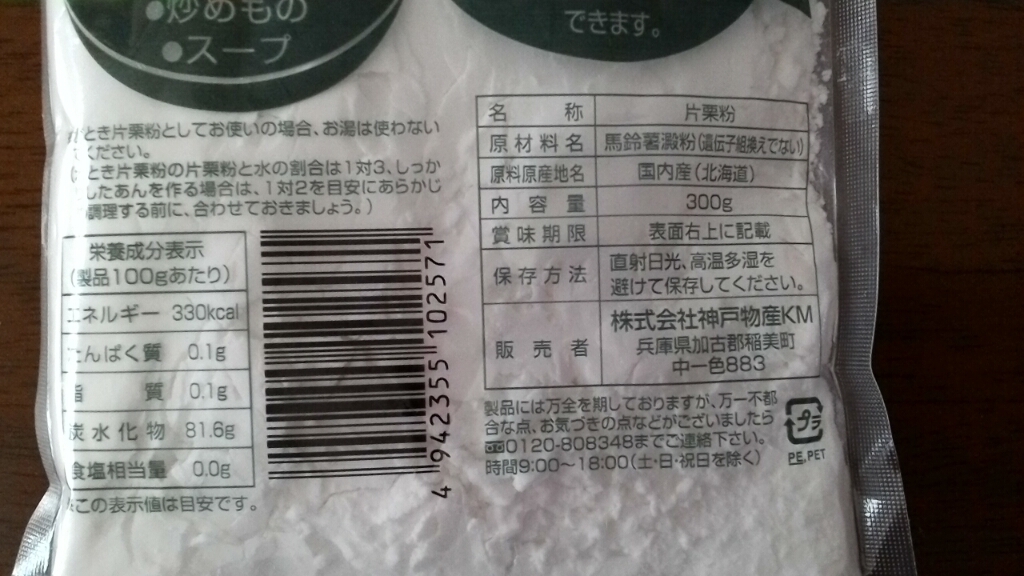 ●炒めもの
●スープ
できます。
とき片栗粉としてお使いの場合、お湯は使わない
ください。
とき片栗粉の片栗粉と水の割合は1対3、しっか
したあんを作る場合は、1対2を目安にあらかじ
調理する前に、合わせておきましょう。)
栄養成分表示
(製品100gあたり)
エネルギー 330kcal
たんぱく質 0.1g
脂質 0.1g
炭水化物 81.6g
食塩相当量 0.0g
※この表示値は目安です。
4 942355 102571
名称 片栗粉
原材料名 馬鈴薯澱粉(遺伝子組換えでない)
原料原産地名 国内産(北海道)
内容量 300g
賞味期限 表面右上に記載
保存方法 直射日光、高温多湿を
避けて保存してください。
販売者 株式会社神戸物産KM
兵庫県加古郡稲美町
中一色883
製品には万全を期しておりますが、万一不都
合な点、お気づきの点などがございましたら
0120-808348までご連絡下さい。
時間9:00〜18:00(土・日・祝日を除く)
プラ
PE,PET